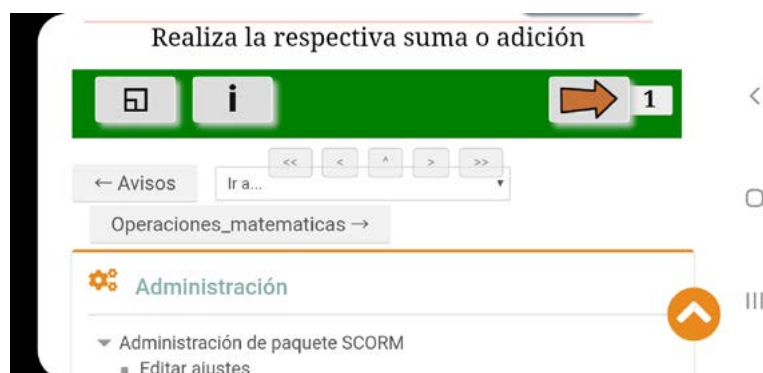 Realiza la respectiva suma o adición
i
1
<< < ^ > >>
← Avisos
Ir a...
Operaciones_matematicas →
Administración
Administración de paquete SCORM
Editar ajustes